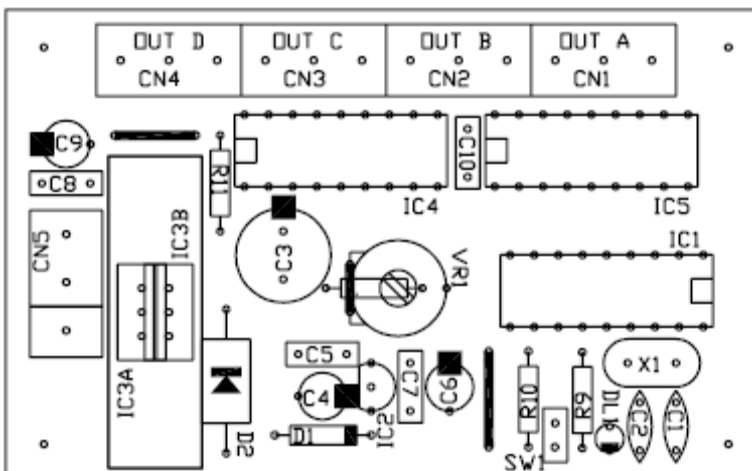 OUT D
OUT C
OUT B
OUT A
CN4
CN3
CN2
CN1
C9
C8
R11
C10
IC4
IC5
CN5
IC3B
C3
VR1
IC1
C5
C7
C6
X1
IC3A
C4
IC2
R10
R9
DL1
C2
C1
D2
D1
SW1